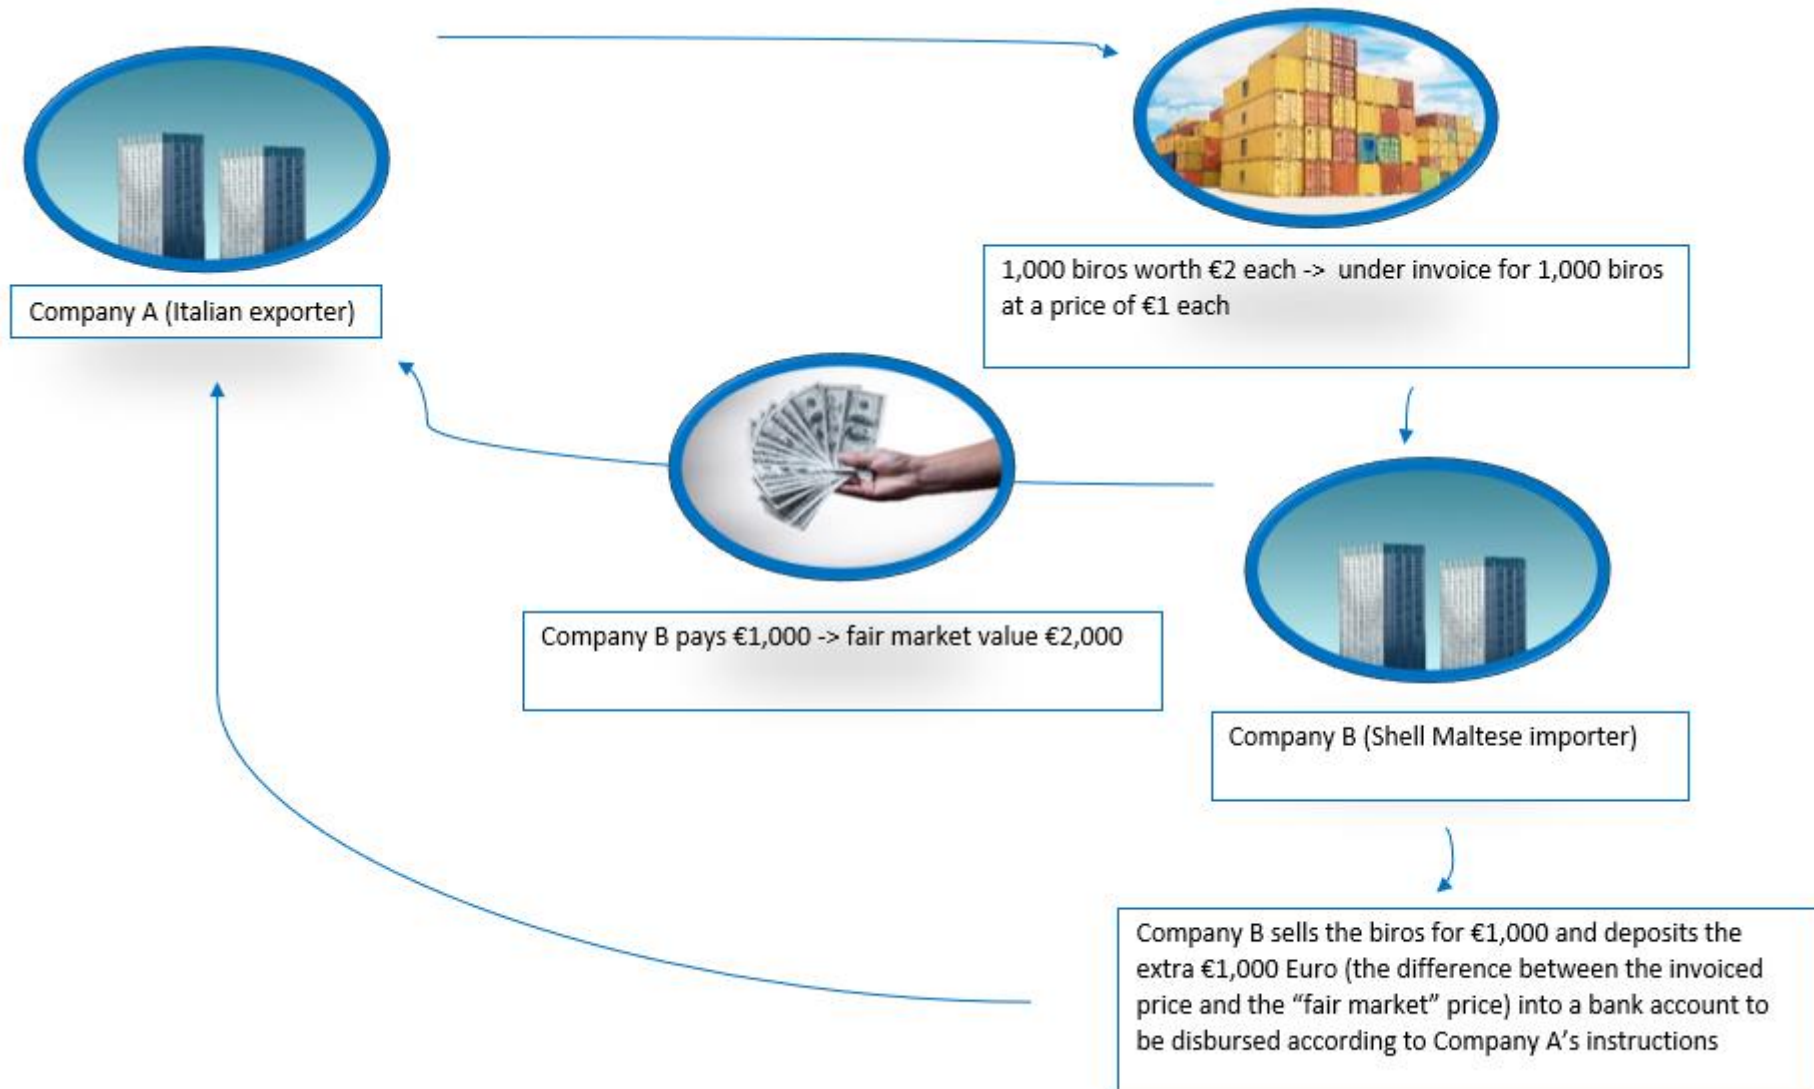 Company A (Italian exporter)
1,000 biros worth €2 each -> under invoice for 1,000 biros
at a price of €1 each
Company B pays €1,000 -> fair market value €2,000
Company B (Shell Maltese importer)
Company B sells the biros for €1,000 and deposits the
extra €1,000 Euro (the difference between the invoiced
price and the “fair market” price) into a bank account to
be disbursed according to Company A’s instructions